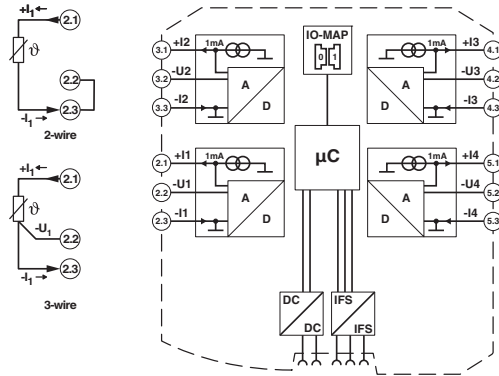 +I1
2.1
ϑ
2.2
2.3
-I1
2-wire
+I1
2.1
ϑ
-U1
2.2
2.3
-I1
3-wire
3.1 +I2 1mA
3.2 -U2 A
3.3 -I2 D
IO-MAP
0 1
1mA +I3 4.1
A -U3 4.2
D -I3 4.3
µC
2.1 +I1 1mA
2.2 -U1 A
2.3 -I1 D
1mA +I4 5.1
A -U4 5.2
D -I4 5.3
DC IFS
DC IFS